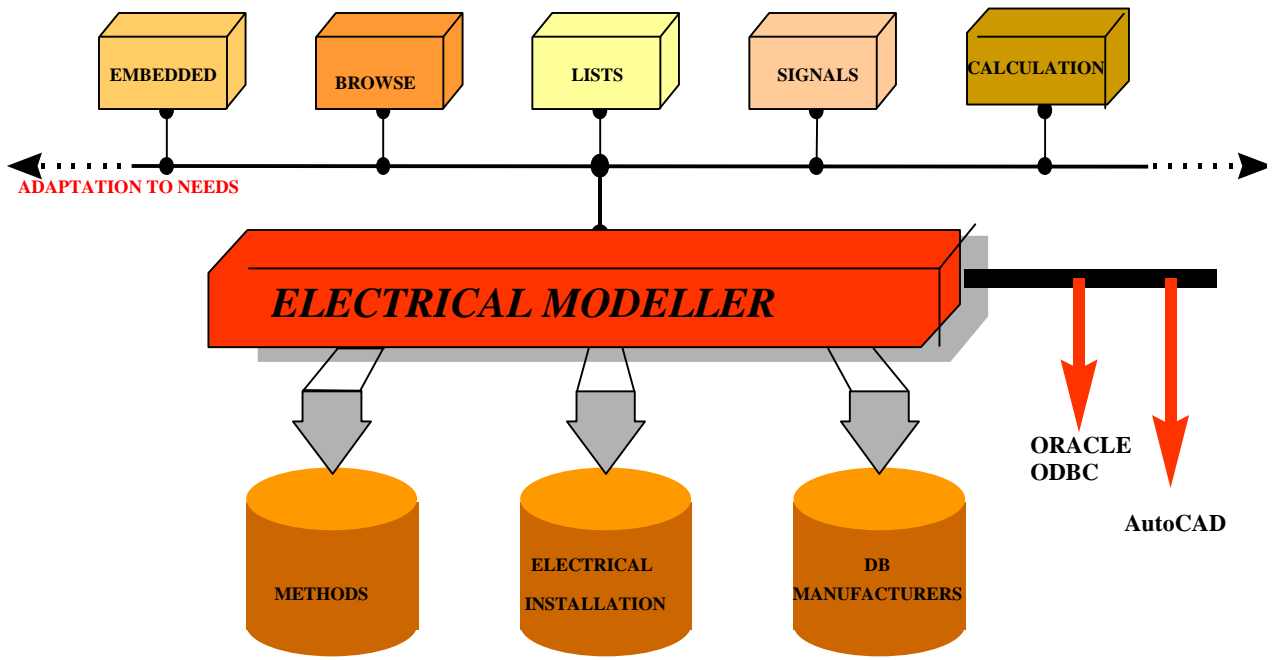 EMBEDDED
BROWSE
LISTS
SIGNALS
CALCULATION
ADAPTATION TO NEEDS
ELECTRICAL MODELLER
ORACLE
ODBC
AutoCAD
METHODS
ELECTRICAL
INSTALLATION
DB
MANUFACTURERS